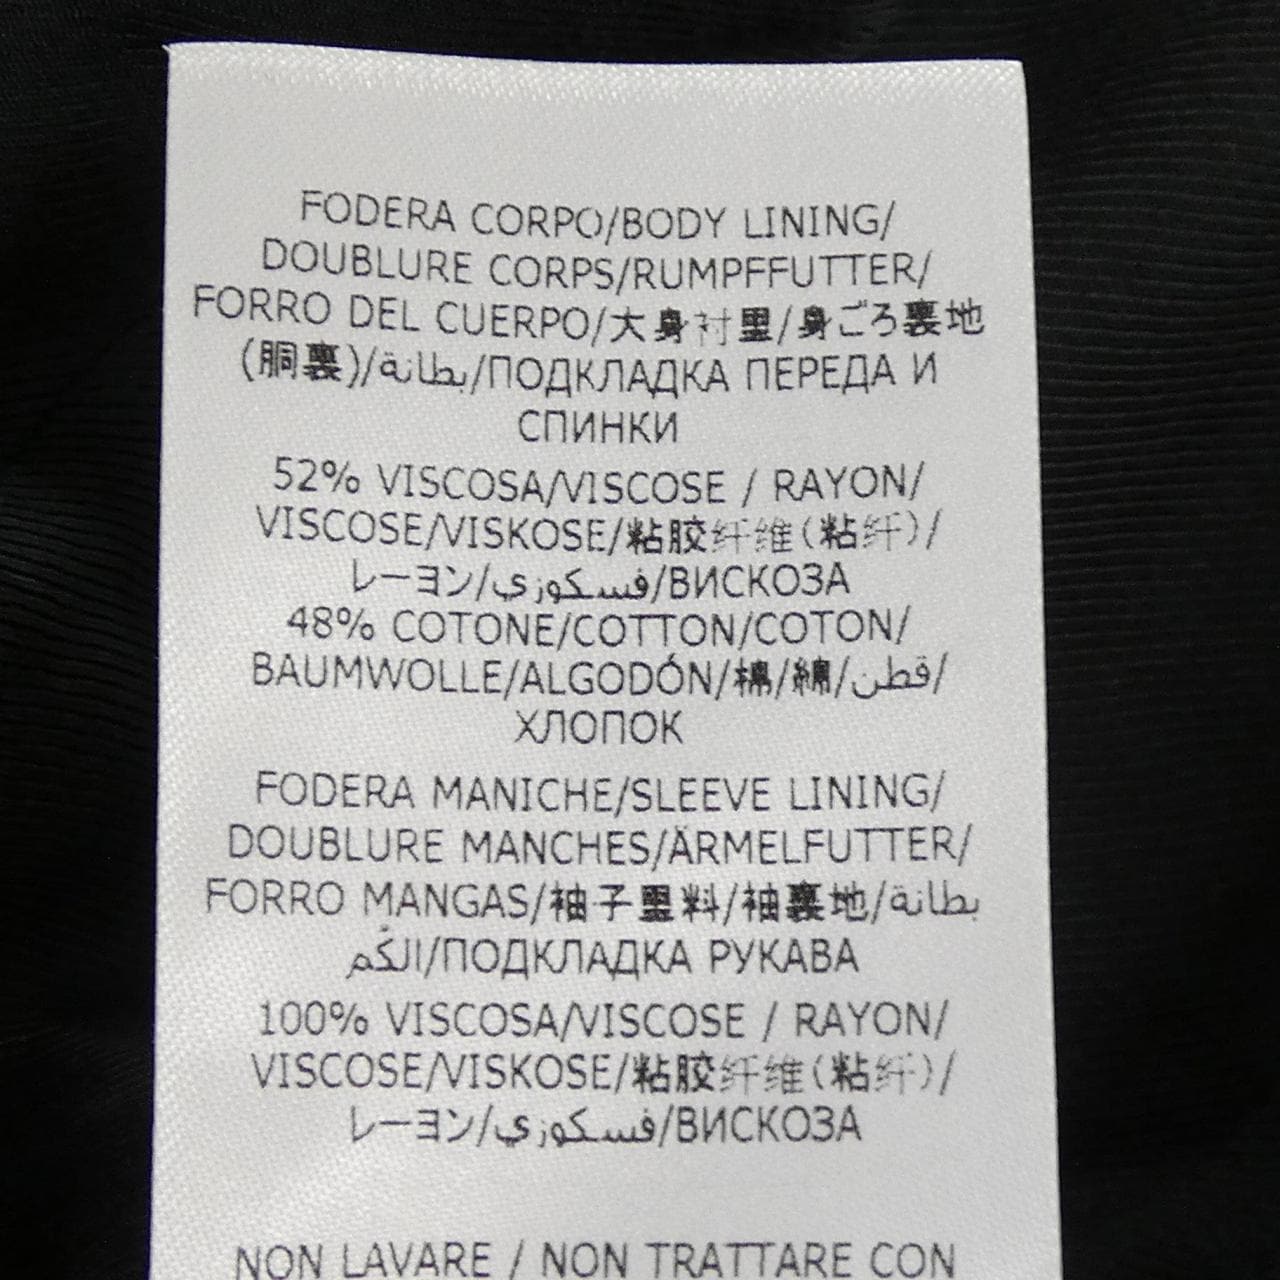 FODERA CORPO/BODY LINING/
DOUBLURE CORPS/RUMPFFUTTER/
FORRO DEL CUERPO/大身衬里/身ごろ裏地
(胴裏)/بطانة/ПОДКЛАДКА ПЕРЕДА И
СПИНКИ
52% VISCOSA/VISCOSE / RAYON/
VISCOSE/VISKOSE/粘胶纤维(粘纤)/
レーヨン/فسكوزي/ВИСКОЗА
48% COTONE/COTTON/COTON/
BAUMWOLLE/ALGODÓN/棉/綿/قطن/
ХЛОПОК
FODERA MANICHE/SLEEVE LINING/
DOUBLURE MANCHES/ÄRMELFUTTER/
FORRO MANGAS/袖子里料/袖裏地/بطانة
الكُم/ПОДКЛАДКА РУКАВА
100% VISCOSA/VISCOSE / RAYON/
VISCOSE/VISKOSE/粘胶纤维(粘纤)/
レーヨン/فسكوزي/ВИСКОЗА
NON LAVARE / NON TRATTARE CON